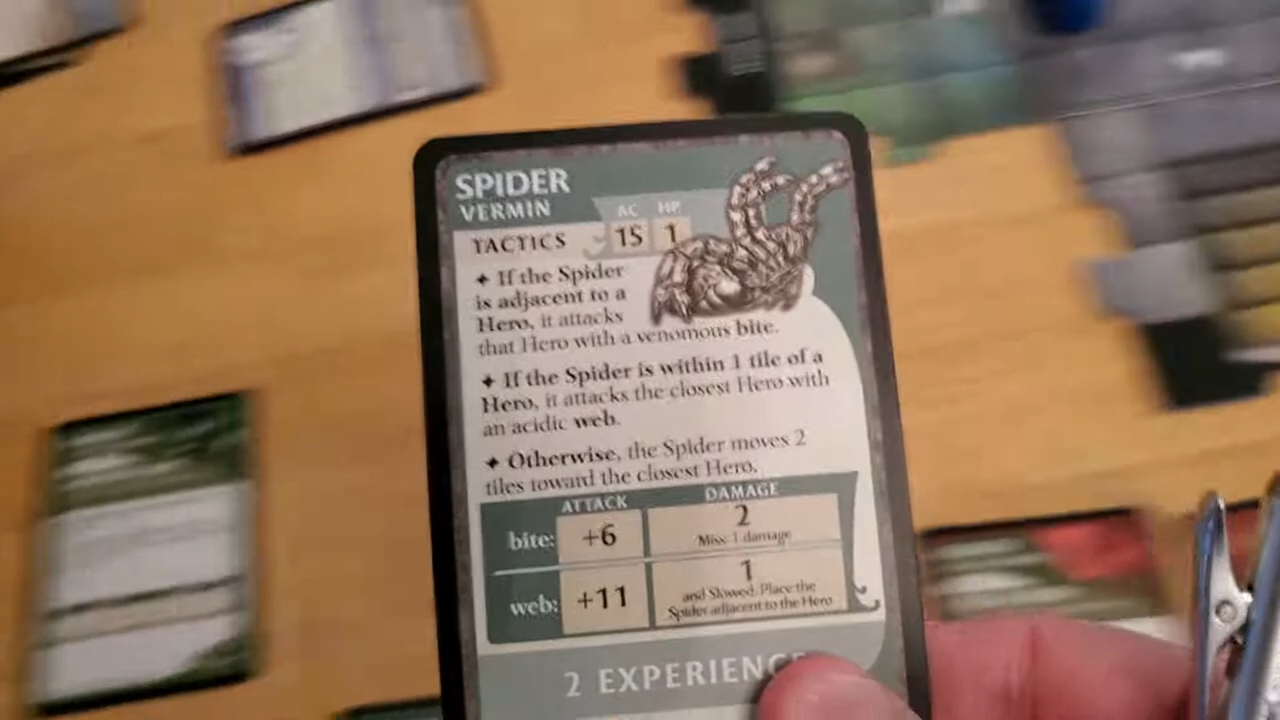 SPIDER
VERMIN
AC HP
TACTICS 15 1
✦ If the Spider
is adjacent to a
Hero, it attacks
that Hero with a venomous bite.
✦ If the Spider is within 1 tile of a
Hero, it attacks the closest Hero with
an acidic web.
✦ Otherwise, the Spider moves 2
tiles toward the closest Hero.
ATTACK DAMAGE
bite: +6 2
Miss: 1 damage
web: +11 1
and Slowed. Place the
Spider adjacent to the Hero
2 EXPERIENCE